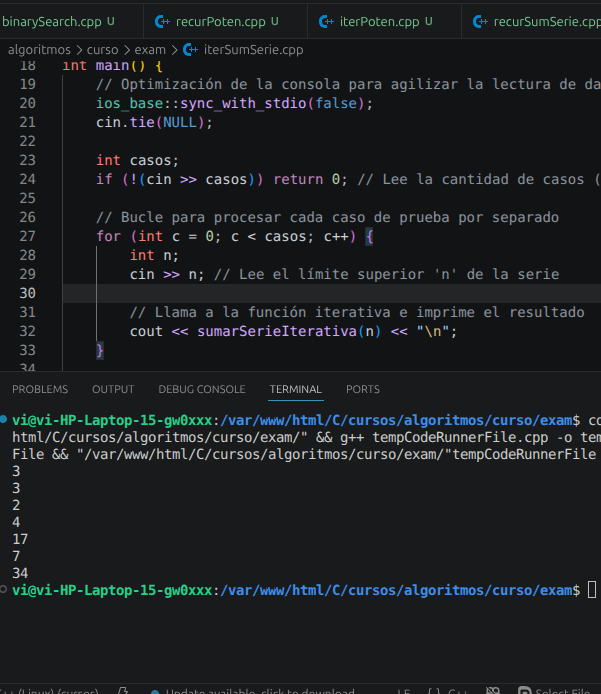 binarySearch.cpp U recurPoten.cpp U iterPoten.cpp U recurSumSerie.cpp
algoritmos > curso > exam > iterSumSerie.cpp
18 int main() {
19 // Optimización de la consola para agilizar la lectura de da
20 ios_base::sync_with_stdio(false);
21 cin.tie(NULL);
22
23 int casos;
24 if (!(cin >> casos)) return 0; // Lee la cantidad de casos (
25
26 // Bucle para procesar cada caso de prueba por separado
27 for (int c = 0; c < casos; c++) {
28 int n;
29 cin >> n; // Lee el límite superior 'n' de la serie
30
31 // Llama a la función iterativa e imprime el resultado
32 cout << sumarSerieIterativa(n) << "\n";
33 }
34
PROBLEMS OUTPUT DEBUG CONSOLE TERMINAL PORTS
vi@vi-HP-Laptop-15-gw0xxx:/var/www/html/C/cursos/algoritmos/curso/exam$ co
html/C/cursos/algoritmos/curso/exam/" && g++ tempCodeRunnerFile.cpp -o tem
File && "/var/www/html/C/cursos/algoritmos/curso/exam/"tempCodeRunnerFile
3
3
2
4
17
7
34
vi@vi-HP-Laptop-15-gw0xxx:/var/www/html/C/cursos/algoritmos/curso/exam$
(Linux) (cursos) Update available, click to download LF {} C++ Select File